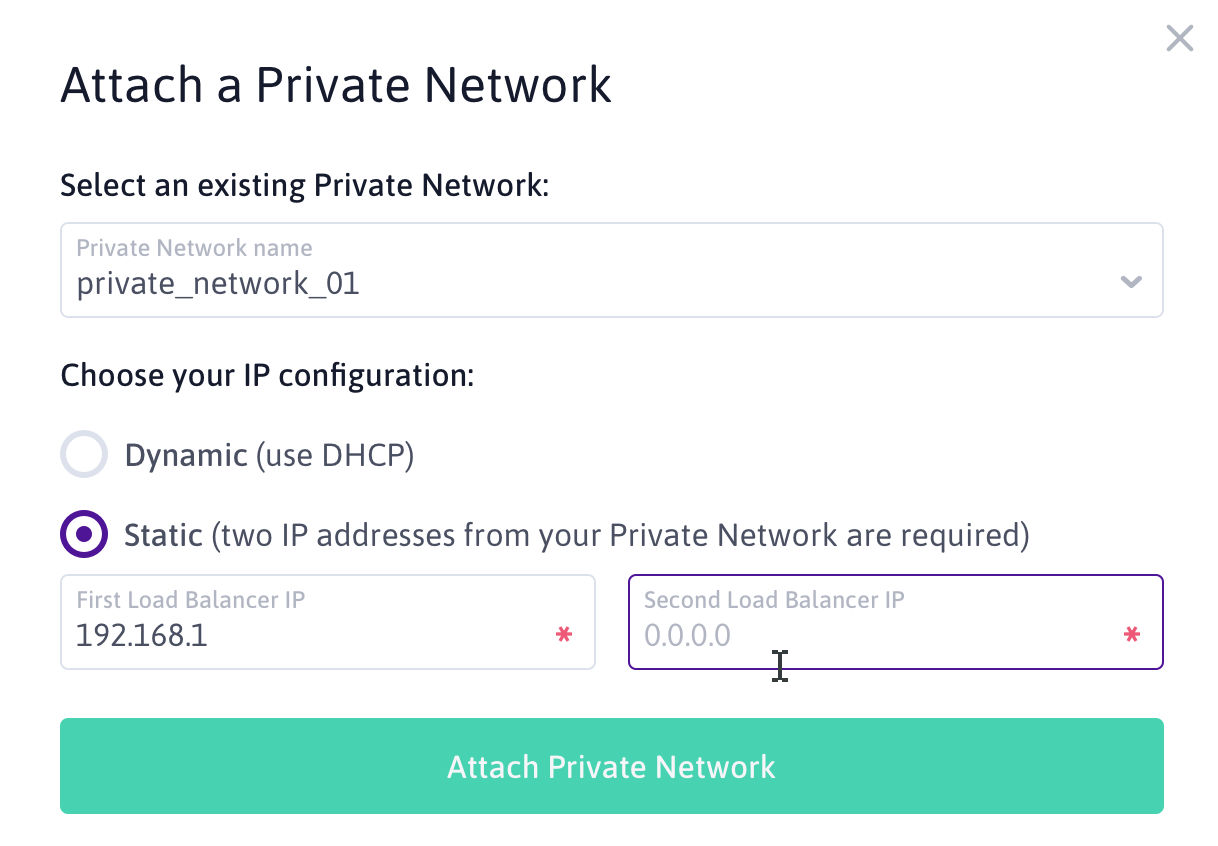 Attach a Private Network
Select an existing Private Network:
Private Network name
private_network_01
Choose your IP configuration:
Dynamic (use DHCP)
Static (two IP addresses from your Private Network are required)
First Load Balancer IP
192.168.1 *
Second Load Balancer IP
0.0.0.0 *
Attach Private Network